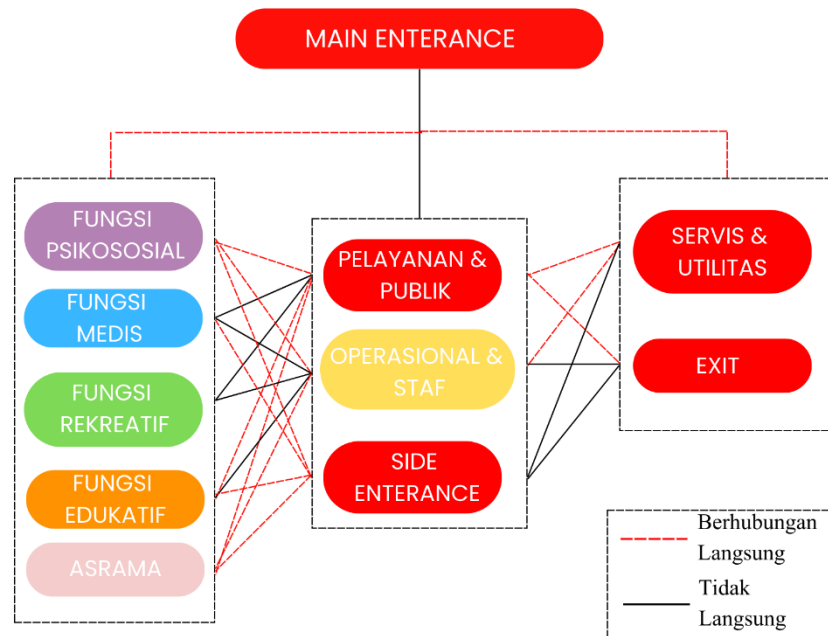 MAIN ENTERANCE
FUNGSI
PSIKOSOSIAL
FUNGSI
MEDIS
FUNGSI
REKREATIF
FUNGSI
EDUKATIF
ASRAMA
PELAYANAN &
PUBLIK
OPERASIONAL &
STAF
SIDE
ENTERANCE
SERVIS &
UTILITAS
EXIT
Berhubungan
Langsung
Tidak
Langsung